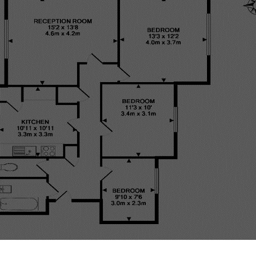 RECEPTION ROOM
15'2 x 13'8
4.6m x 4.2m
BEDROOM
13'3 x 12'2
4.0m x 3.7m
BEDROOM
11'3 x 10'
3.4m x 3.1m
KITCHEN
10'11 x 10'11
3.3m x 3.3m
BEDROOM
9'10 x 7'6
3.0m x 2.3m